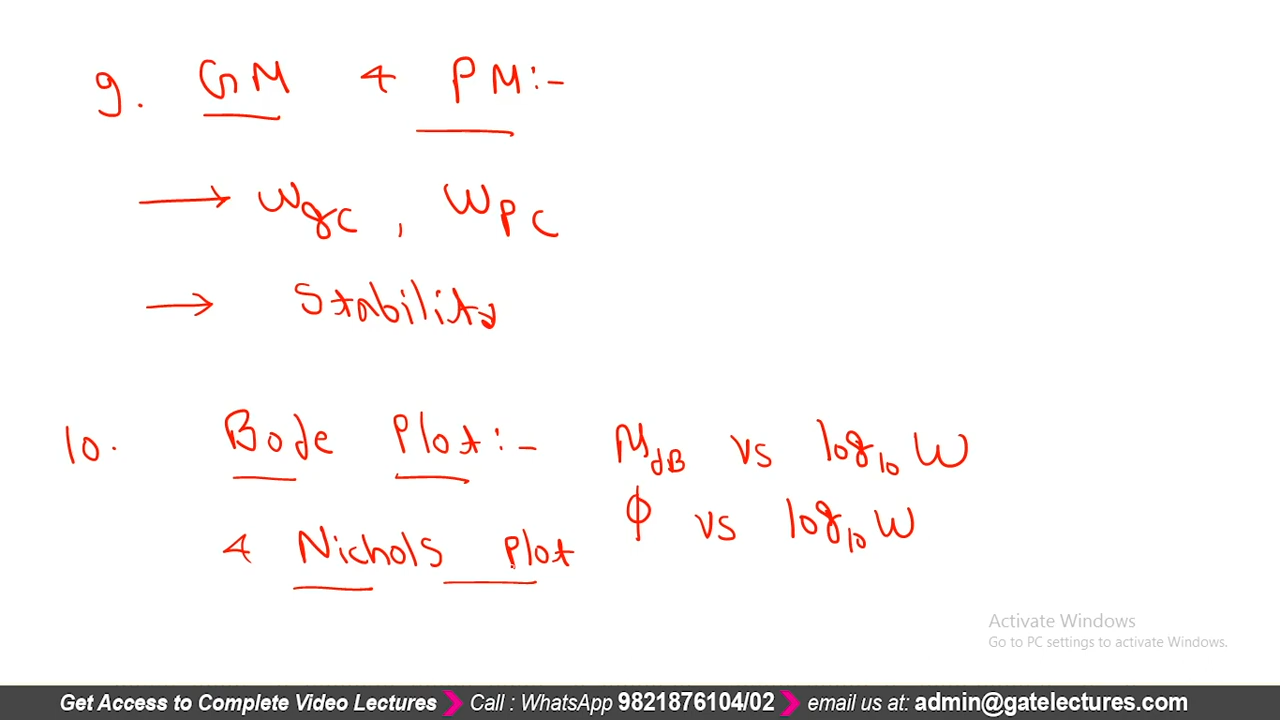 9. GM & PM:-
→ Wgc, WPC
→ Stability
10. Bode Plot:- MdB vs log10 W
& Nichols Plot φ vs log10 W
Activate Windows
Go to PC settings to activate Windows.
Get Access to Complete Video Lectures Call : WhatsApp 9821876104/02 email us at: admin@gatelectures.com